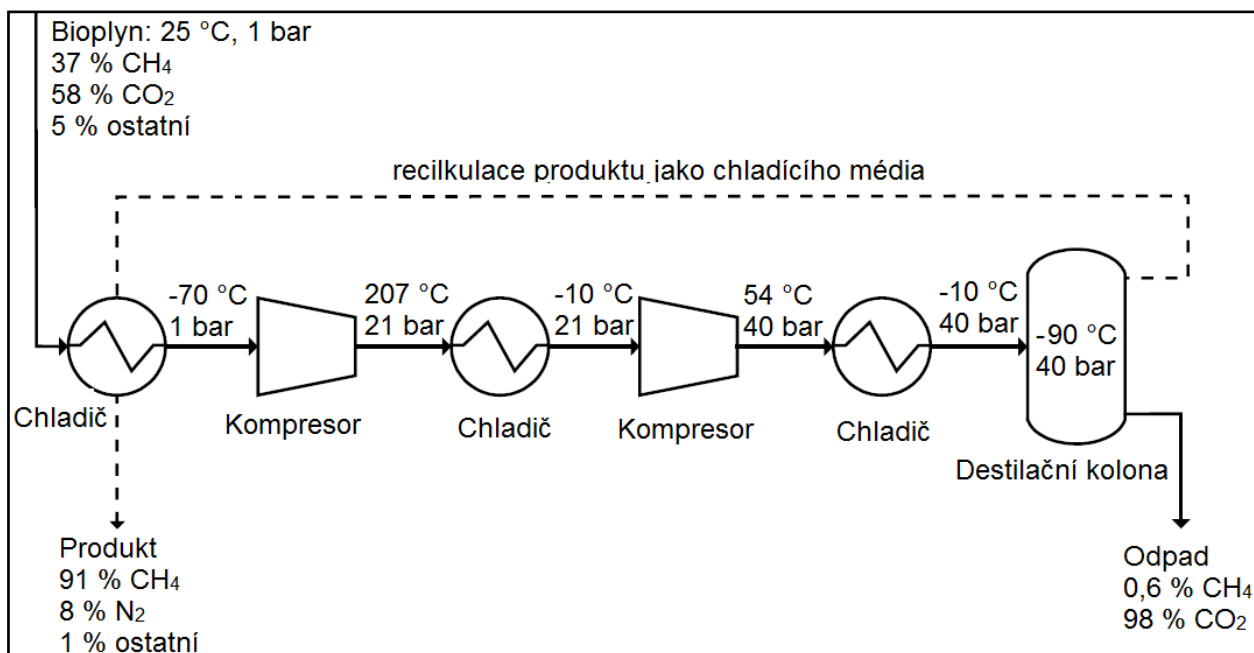 Bioplyn: 25 °C, 1 bar
37 % CH4
58 % CO2
5 % ostatní
recilkulace produktu jako chladícího média
-70 °C
1 bar
207 °C
21 bar
-10 °C
21 bar
54 °C
40 bar
-10 °C
40 bar
-90 °C
40 bar
Chladič
Kompresor
Chladič
Kompresor
Chladič
Destilační kolona
Produkt
91 % CH4
8 % N2
1 % ostatní
Odpad
0,6 % CH4
98 % CO2